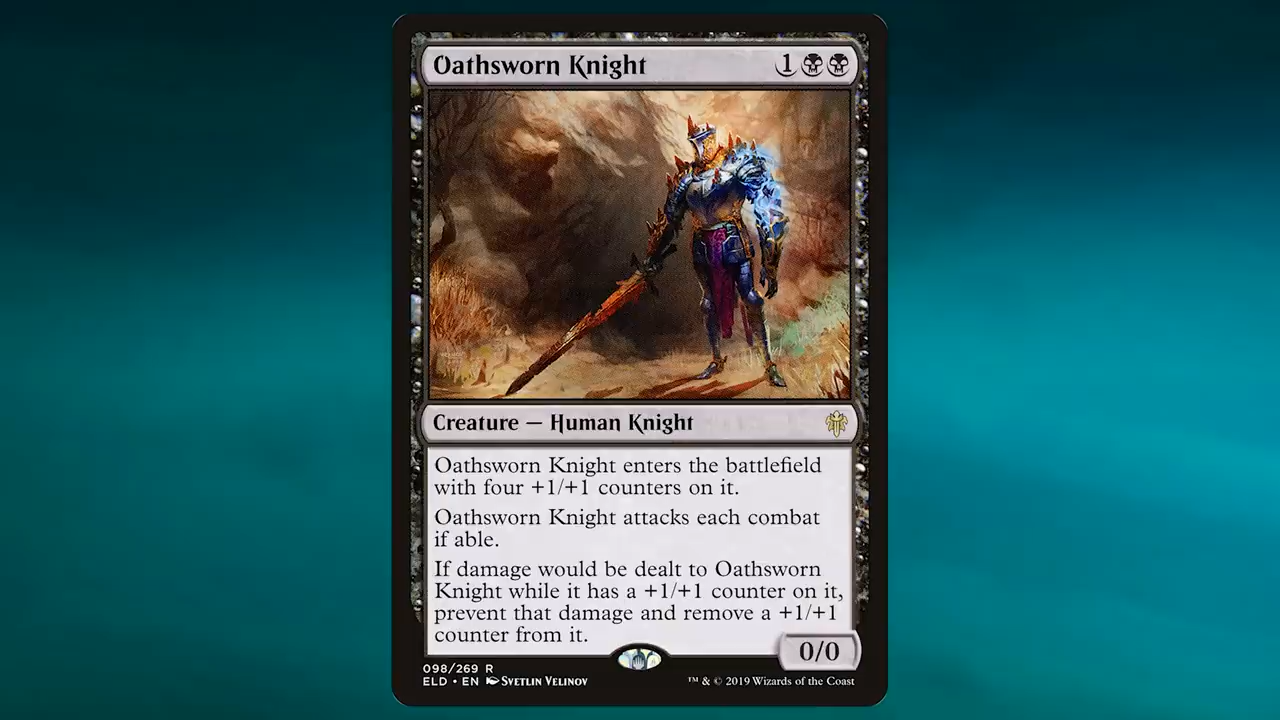 Oathsworn Knight 1
Creature — Human Knight
Oathsworn Knight enters the battlefield
with four +1/+1 counters on it.
Oathsworn Knight attacks each combat
if able.
If damage would be dealt to Oathsworn
Knight while it has a +1/+1 counter on it,
prevent that damage and remove a +1/+1
counter from it.
0/0
098/269 R
ELD • EN Svetlin Velinov
™ & © 2019 Wizards of the Coast